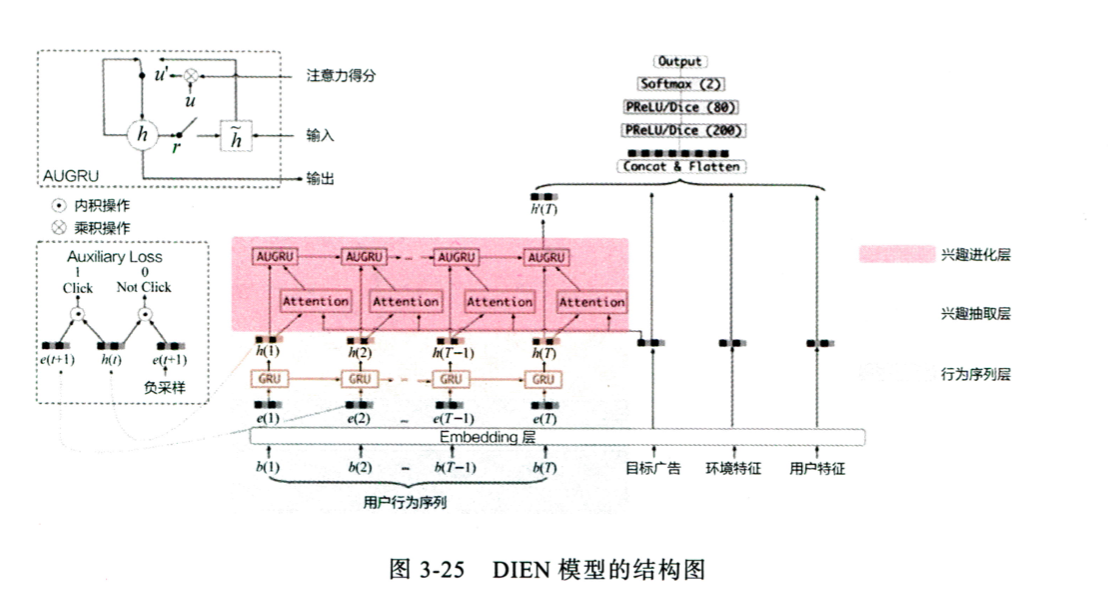 注意力得分
u'
u
h
r
h̃
输入
输出
AUGRU
内积操作
乘积操作
Auxiliary Loss
1 0
Click Not Click
e(t+1) h(t) e(t+1)
负采样
Output
Softmax (2)
PReLU/Dice (80)
PReLU/Dice (200)
Concat & Flatten
h'(T)
AUGRU AUGRU – AUGRU AUGRU
Attention Attention Attention Attention
h(1) h(2) h(T−1) h(T)
GRU GRU – GRU GRU
e(1) e(2) – e(T−1) e(T)
Embedding 层
b(1) b(2) – b(T−1) b(T)
用户行为序列
目标广告 环境特征 用户特征
兴趣进化层
兴趣抽取层
行为序列层
图 3-25 DIEN 模型的结构图